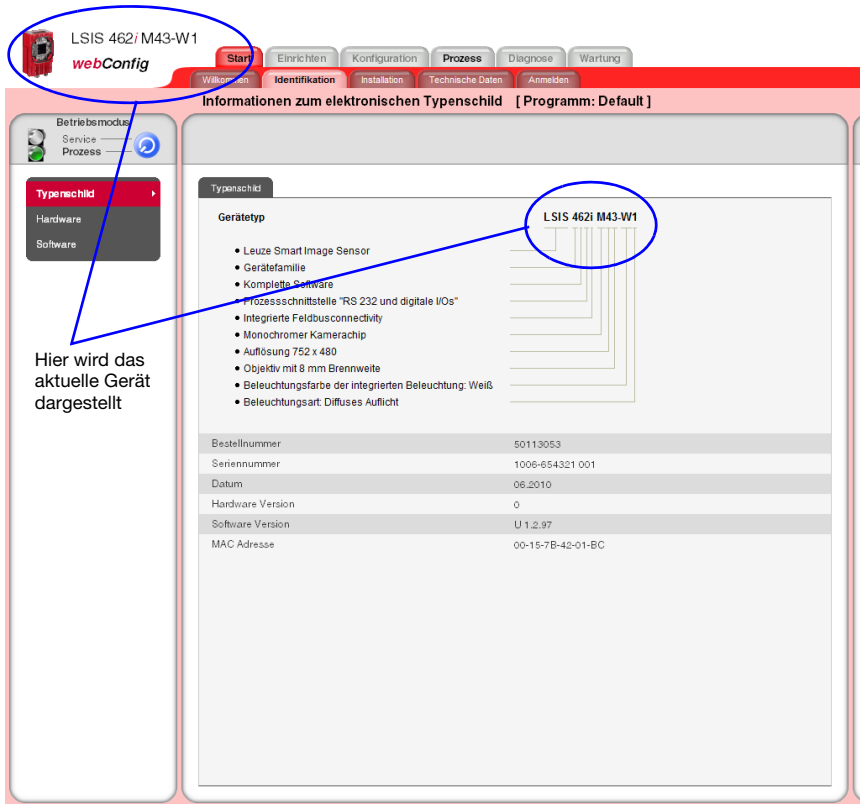 LSIS 462i M43-W1
webConfig
Start Einrichten Konfiguration Prozess Diagnose Wartung
Willkommen Identifikation Installation Technische Daten Anmelden
Informationen zum elektronischen Typenschild [ Programm: Default ]
Betriebsmodus
Service
Prozess
Typenschild
Hardware
Software
Hier wird das
aktuelle Gerät
dargestellt
Typenschild
Gerätetyp LSIS 462i M43-W1
• Leuze Smart Image Sensor
• Gerätefamilie
• Komplette Software
• Prozessschnittstelle "RS 232 und digitale I/Os"
• Integrierte Feldbusconnectivity
• Monochromer Kamerachip
• Auflösung 752 x 480
• Objektiv mit 8 mm Brennweite
• Beleuchtungsfarbe der integrierten Beleuchtung: Weiß
• Beleuchtungsart: Diffuses Auflicht
Bestellnummer 50113053
Seriennummer 1006-654321 001
Datum 06.2010
Hardware Version 0
Software Version U 1.2.97
MAC Adresse 00-15-7B-42-01-BC